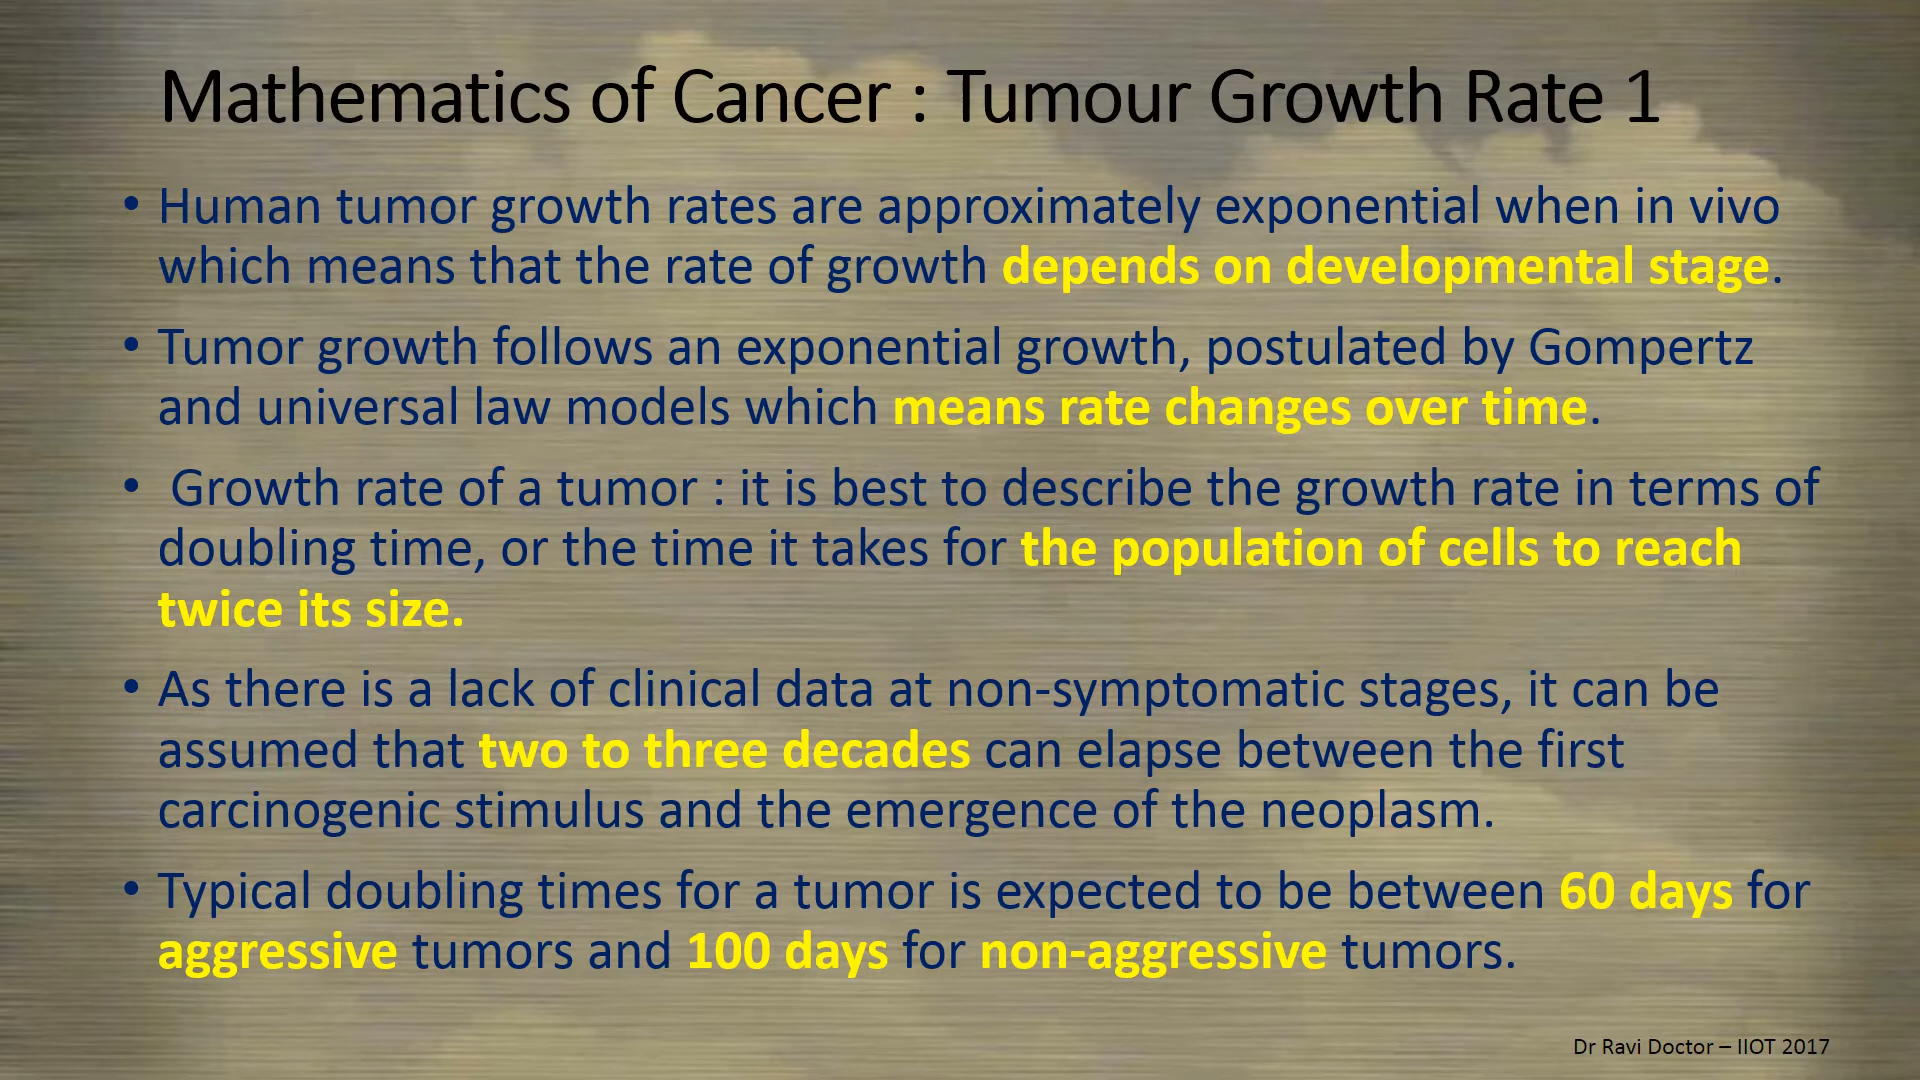 Mathematics of Cancer : Tumour Growth Rate 1
• Human tumor growth rates are approximately exponential when in vivo
which means that the rate of growth depends on developmental stage.
• Tumor growth follows an exponential growth, postulated by Gompertz
and universal law models which means rate changes over time.
• Growth rate of a tumor : it is best to describe the growth rate in terms of
doubling time, or the time it takes for the population of cells to reach
twice its size.
• As there is a lack of clinical data at non-symptomatic stages, it can be
assumed that two to three decades can elapse between the first
carcinogenic stimulus and the emergence of the neoplasm.
• Typical doubling times for a tumor is expected to be between 60 days for
aggressive tumors and 100 days for non-aggressive tumors.
Dr Ravi Doctor – IIOT 2017